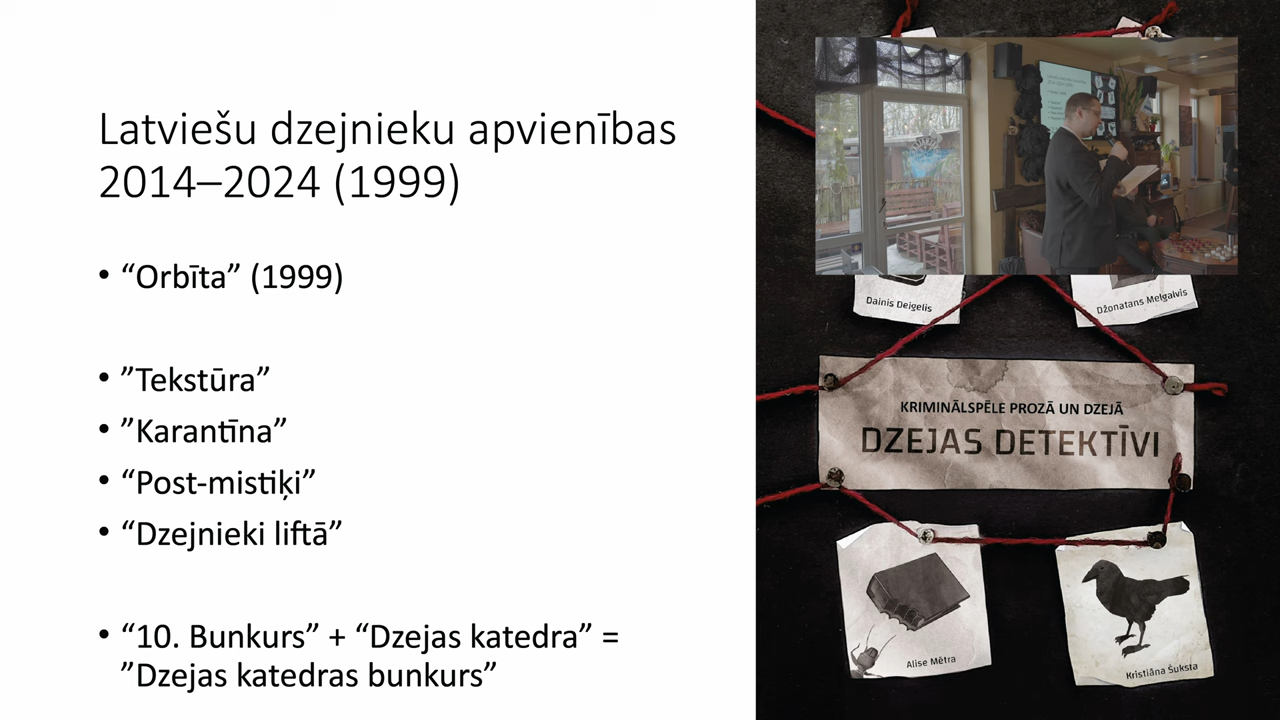 Latviešu dzejnieku apvienības
2014–2024 (1999)
• “Orbīta” (1999)
• ”Tekstūra”
• ”Karantīna”
• “Post-mistiķi”
• “Dzejnieki liftā”
• “10. Bunkurs” + “Dzejas katedra” =
”Dzejas katedras bunkurs”
Dainis Deigelis
Džonatans Melgalvis
KRIMINĀLSPĒLE PROZĀ UN DZEJĀ
DZEJAS DETEKTĪVI
Alise Mētra
Kristiāna Šuksta